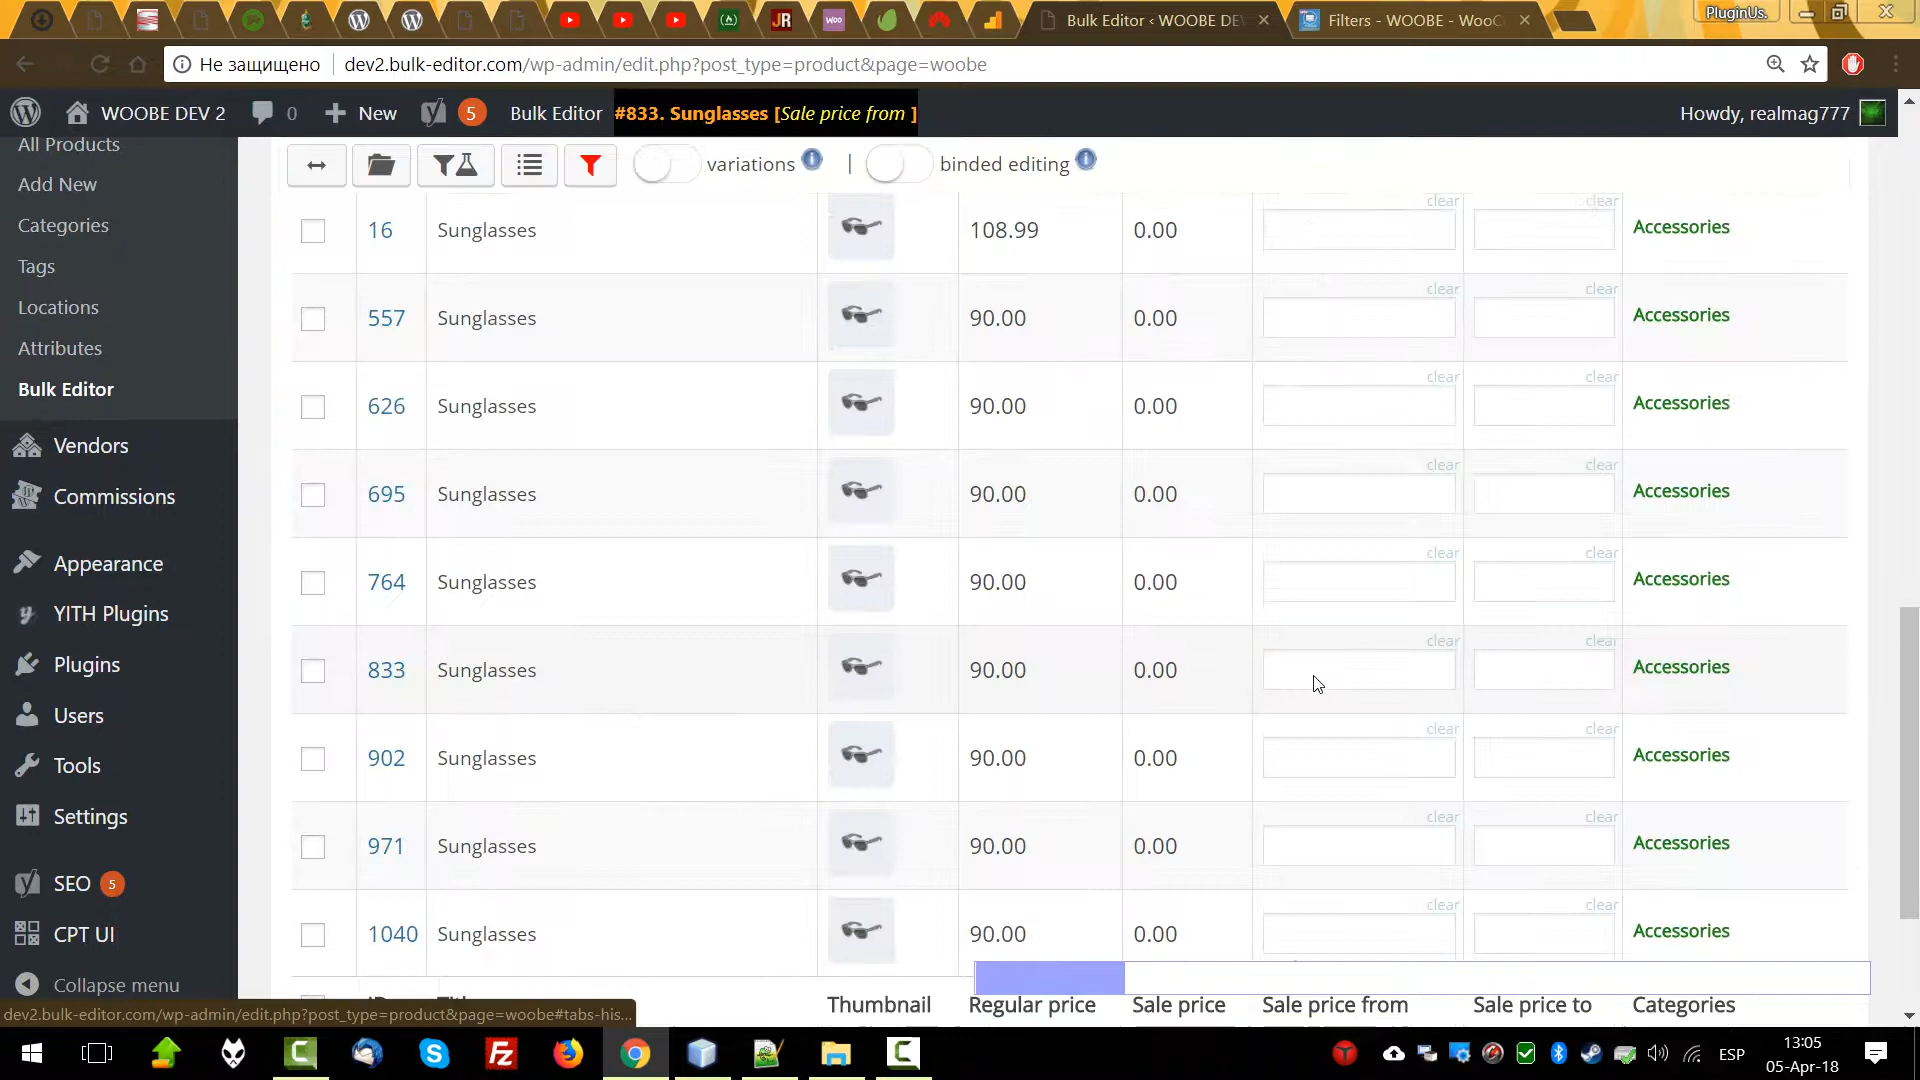 Bulk Editor ‹ WOOBE DE
Filters - WOOBE - WooC
PluginUs.
Не защищено
dev2.bulk-editor.com/wp-admin/edit.php?post_type=product&page=woobe
WOOBE DEV 2
0
New
5
Bulk Editor
#833. Sunglasses [Sale price from ]
Howdy, realmag777
All Products
Add New
Categories
Tags
Locations
Attributes
Bulk Editor
Vendors
Commissions
Appearance
YITH Plugins
Plugins
Users
Tools
Settings
SEO 5
CPT UI
Collapse menu
variations
|
binded editing
16 Sunglasses 108.99 0.00 clear clear Accessories
557 Sunglasses 90.00 0.00 clear clear Accessories
626 Sunglasses 90.00 0.00 clear clear Accessories
695 Sunglasses 90.00 0.00 clear clear Accessories
764 Sunglasses 90.00 0.00 clear clear Accessories
833 Sunglasses 90.00 0.00 clear clear Accessories
902 Sunglasses 90.00 0.00 clear clear Accessories
971 Sunglasses 90.00 0.00 clear clear Accessories
1040 Sunglasses 90.00 0.00 clear clear Accessories
Thumbnail Regular price Sale price Sale price from Sale price to Categories
dev2.bulk-editor.com/wp-admin/edit.php?post_type=product&page=woobe#tabs-his...
ESP
13:05
05-Apr-18